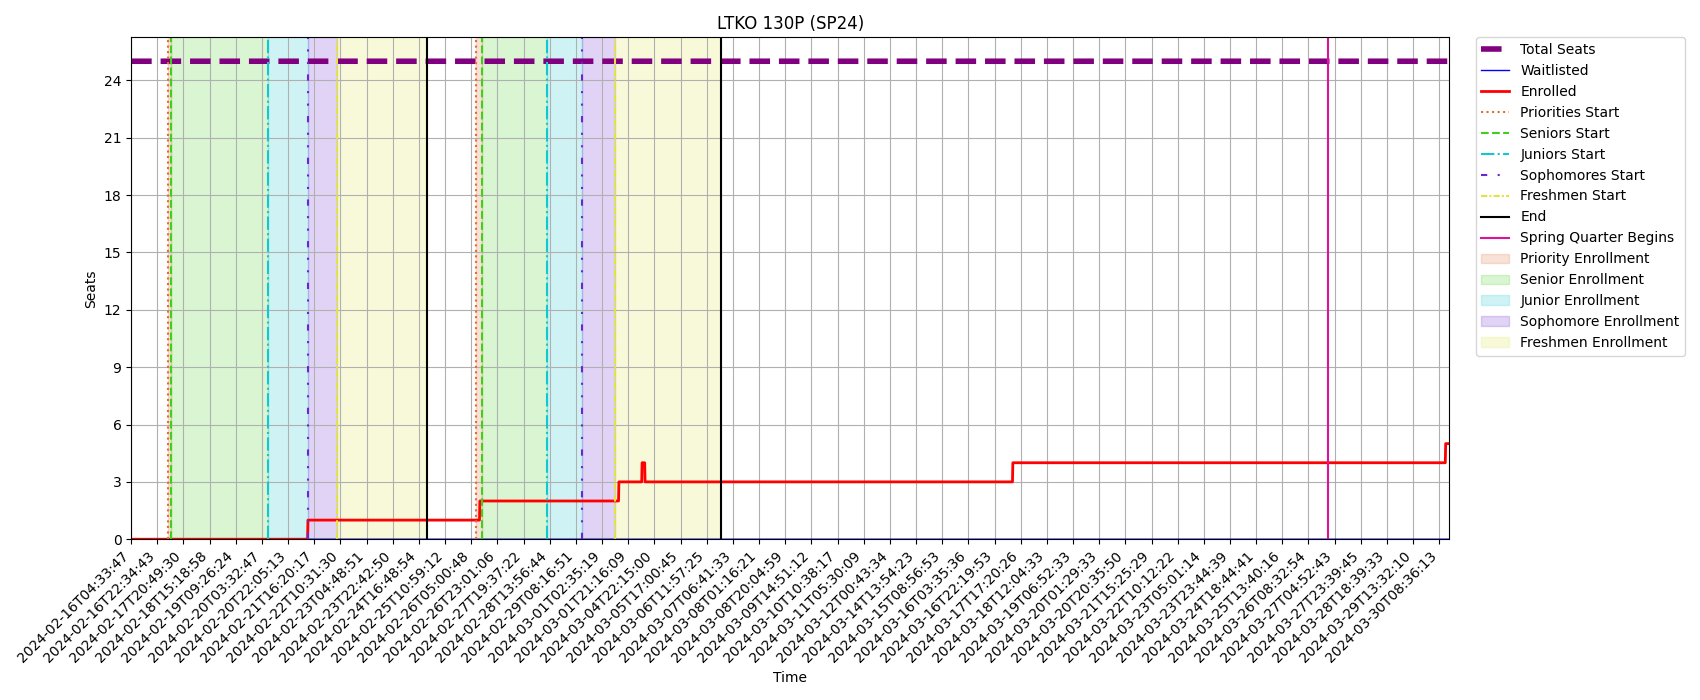 LTKO 130P (SP24)
Seats
24
21
18
15
12
9
6
3
0
2024-02-16T04:33:47
2024-02-16T22:34:43
2024-02-17T20:49:30
2024-02-18T15:18:58
2024-02-19T09:26:24
2024-02-20T03:32:47
2024-02-20T22:05:13
2024-02-21T16:20:17
2024-02-22T10:31:30
2024-02-23T04:48:51
2024-02-23T22:42:50
2024-02-24T16:48:54
2024-02-25T10:59:12
2024-02-26T05:00:48
2024-02-26T23:01:06
2024-02-27T19:37:22
2024-02-28T13:56:44
2024-02-29T08:16:51
2024-03-01T02:35:19
2024-03-01T21:16:09
2024-03-04T22:15:00
2024-03-05T17:00:45
2024-03-06T11:57:25
2024-03-07T06:41:33
2024-03-08T01:16:21
2024-03-08T20:04:59
2024-03-09T14:51:12
2024-03-10T10:38:17
2024-03-11T05:30:09
2024-03-12T00:43:34
2024-03-14T13:54:23
2024-03-15T08:56:53
2024-03-16T03:35:36
2024-03-16T22:19:53
2024-03-17T17:20:26
2024-03-18T12:04:33
2024-03-19T06:52:33
2024-03-20T01:29:33
2024-03-20T20:35:50
2024-03-21T15:25:29
2024-03-22T10:12:22
2024-03-23T05:01:14
2024-03-23T23:44:39
2024-03-24T18:44:41
2024-03-25T13:40:16
2024-03-26T08:32:54
2024-03-27T04:52:43
2024-03-27T23:39:45
2024-03-28T18:39:33
2024-03-29T13:32:10
2024-03-30T08:36:13
Time
Total Seats
Waitlisted
Enrolled
Priorities Start
Seniors Start
Juniors Start
Sophomores Start
Freshmen Start
End
Spring Quarter Begins
Priority Enrollment
Senior Enrollment
Junior Enrollment
Sophomore Enrollment
Freshmen Enrollment